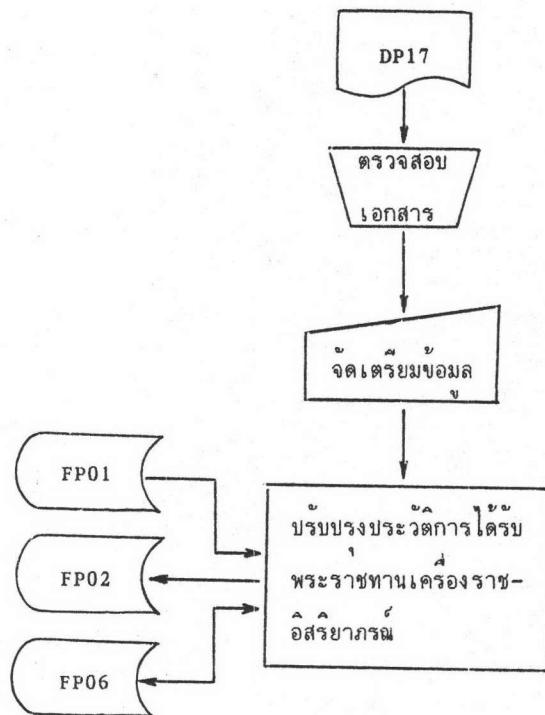 DP17
ตรวจสอบ
เอกสาร
จัดเตรียมข้อมูล
FP01
ปรับปรุงประวัติการได้รับ
FP02
พระราชทานเครื่องราช-
อิสริยาภรณ์
FP06